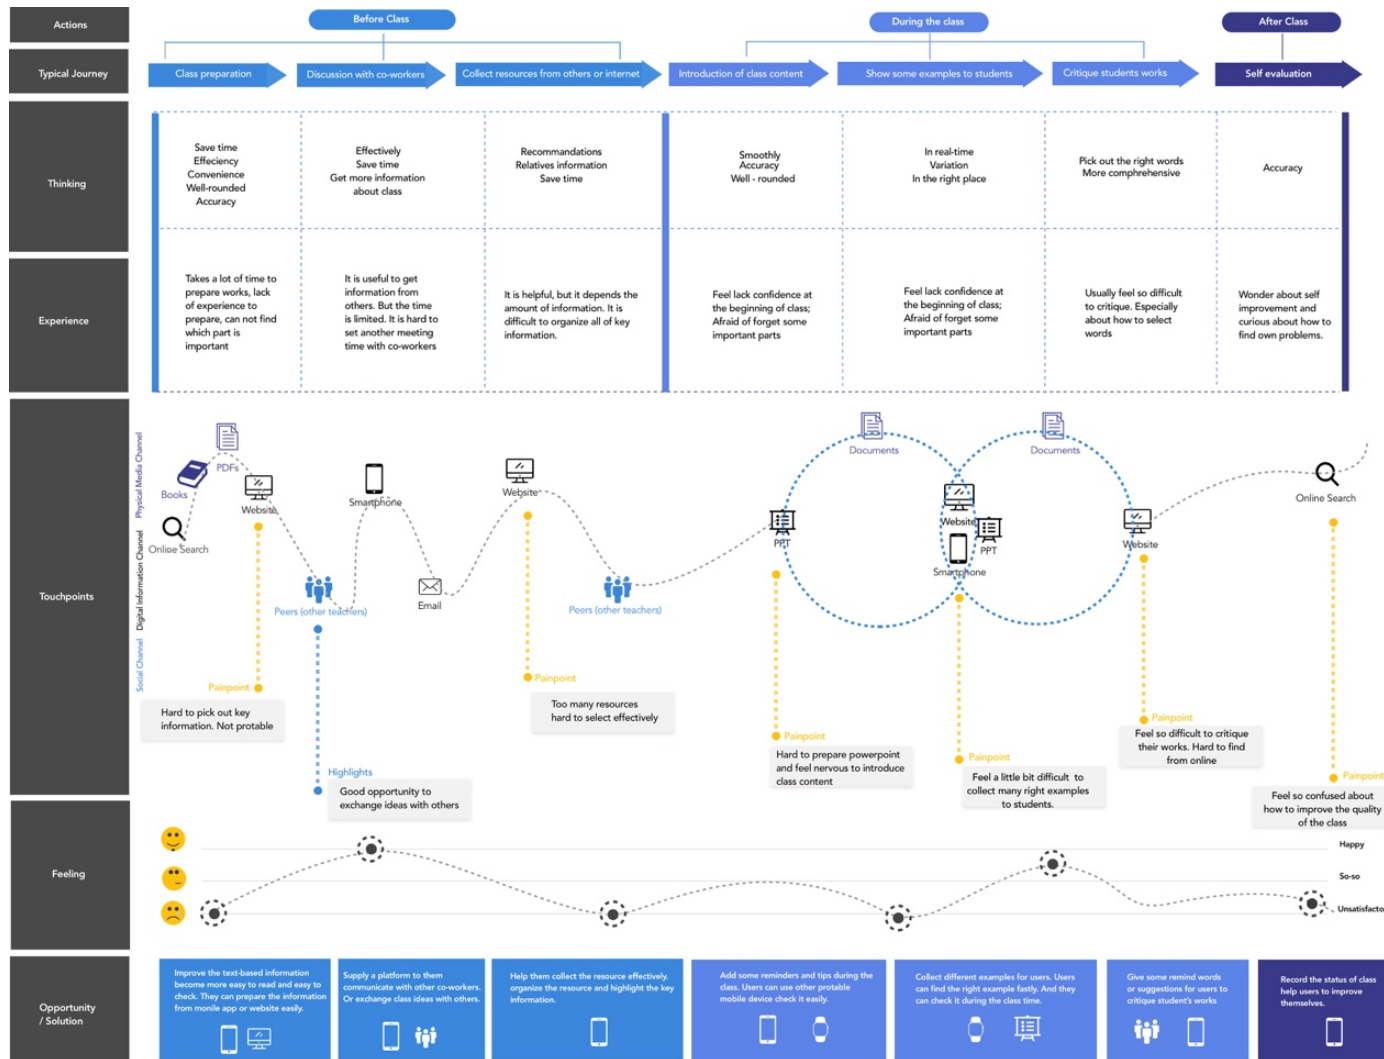 Actions
Before Class
During the class
After Class
Typical Journey
Class preparation
Discussion with co-workers
Collect resources from others or internet
Introduction of class content
Show some examples to students
Critique students works
Self evaluation
Thinking
Save time
Effeciency
Convenience
Well-rounded
Accuracy
Effectively
Save time
Get more information
about class
Recommandations
Relatives information
Save time
Smoothly
Accuracy
Well - rounded
In real-time
Variation
In the right place
Pick out the right words
More comphrehensive
Accuracy
Experience
Takes a lot of time to
prepare works, lack
of experience to
prepare, can not find
which part is
important
It is useful to get
information from
others. But the time
is limited. It is hard to
set another meeting
time with co-workers
It is helpful, but it depends the
amount of information. It is
difficult to organize all of key
information.
Feel lack confidence at
the beginning of class;
Afraid of forget some
important parts
Feel lack confidence at
the beginning of class;
Afraid of forget some
important parts
Usually feel so difficult
to critique. Especially
about how to select
words
Wonder about self
improvement and
curious about how to
find own problems.
Touchpoints
Physical Media Channel
Digital Information Channel
Social Channel
Books
PDFs
Website
Online Search
Smartphone
Website
Peers (other teachers)
Email
Peers (other teachers)
Documents
Documents
PPT
Website
PPT
Smartphone
Website
Online Search
Painpoint
Hard to pick out key
information. Not protable
Highlights
Good opportunity to
exchange ideas with others
Painpoint
Too many resources
hard to select effectively
Painpoint
Hard to prepare powerpoint
and feel nervous to introduce
class content
Painpoint
Feel a little bit difficult to
collect many right examples
to students.
Painpoint
Feel so difficult to critique
their works. Hard to find
from online
Painpoint
Feel so confused about
how to improve the quality
of the class
Feeling
Happy
So-so
Unsatisfacto
Opportunity
/ Solution
Improve the text-based information
become more easy to read and easy to
check. They can prepare the information
from monile app or website easily.
Supply a platform to them
communicate with other co-workers.
Or exchange class ideas with others.
Help them collect the resource effectively.
organize the resource and highlight the key
information.
Add some reminders and tips during the
class. Users can use other protable
mobile device check it easily.
Collect different examples for users. Users
can find the right example fastly. And they
can check it during the class time.
Give some remind words
or suggestions for users to
critique student's works
Record the status of class
help users to improve
themselves.